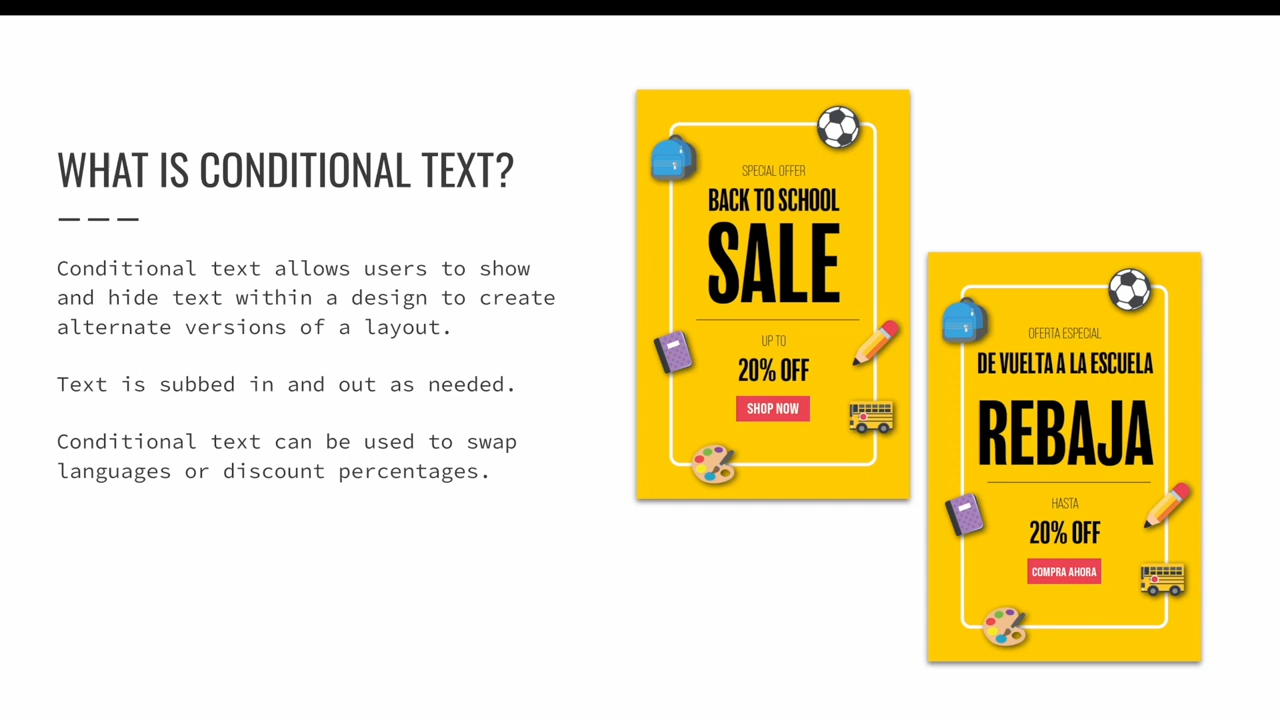 WHAT IS CONDITIONAL TEXT?
Conditional text allows users to show
and hide text within a design to create
alternate versions of a layout.
Text is subbed in and out as needed.
Conditional text can be used to swap
languages or discount percentages.
SPECIAL OFFER
BACK TO SCHOOL
SALE
UP TO
20% OFF
SHOP NOW
OFERTA ESPECIAL
DE VUELTA A LA ESCUELA
REBAJA
HASTA
20% OFF
COMPRA AHORA